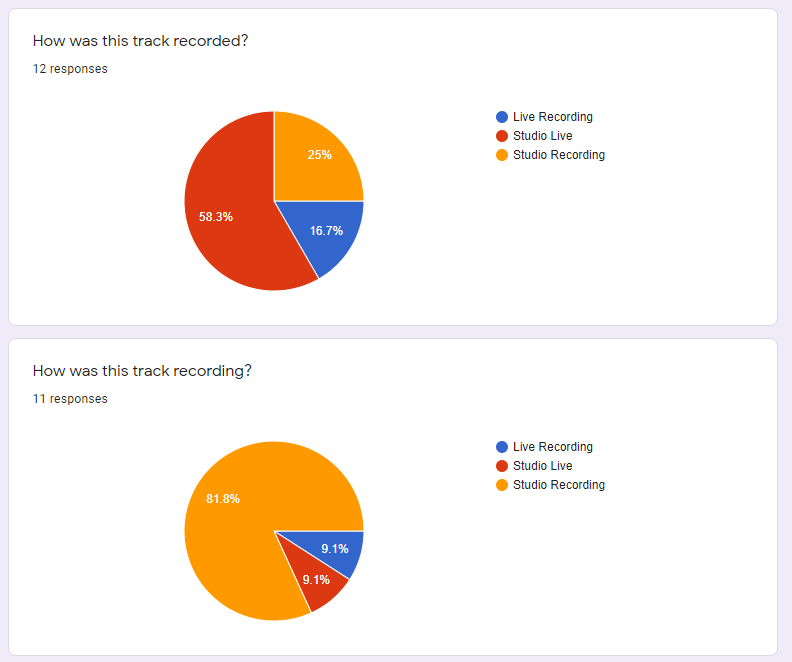 How was this track recorded?
12 responses
Live Recording
Studio Live
Studio Recording
25%
58.3%
16.7%
How was this track recording?
11 responses
Live Recording
Studio Live
Studio Recording
81.8%
9.1%
9.1%